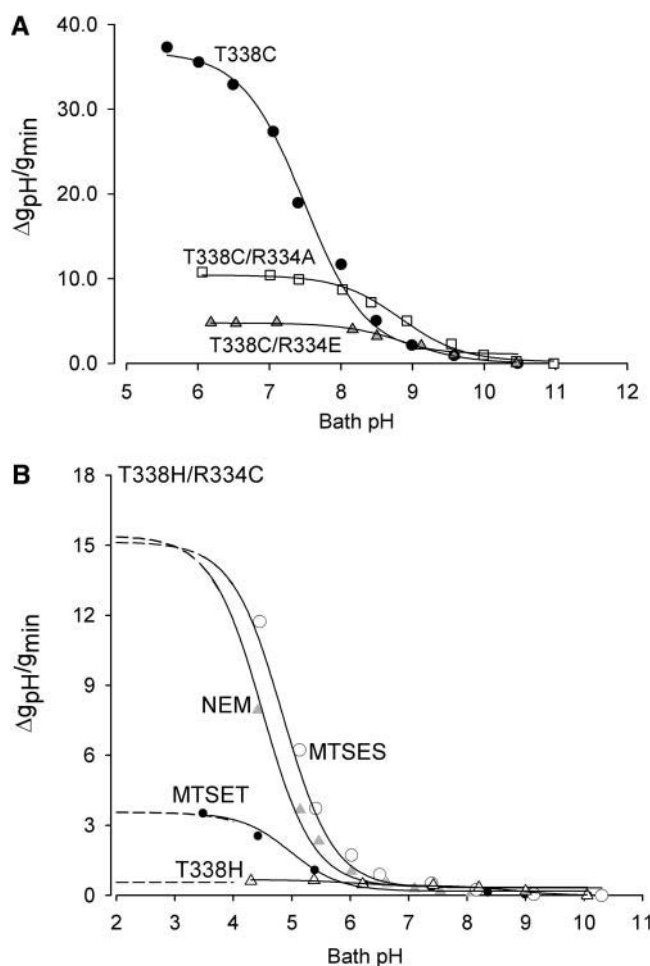 A
40.0
T338C
30.0
ΔgpH/gmin
20.0
T338C/R334A
10.0
T338C/R334E
0.0
5 6 7 8 9 10 11 12
Bath pH
B
18
T338H/R334C
15
12
ΔgpH/gmin
9
NEM
MTSES
6
MTSET
3
T338H
0
2 3 4 5 6 7 8 9 10 11
Bath pH